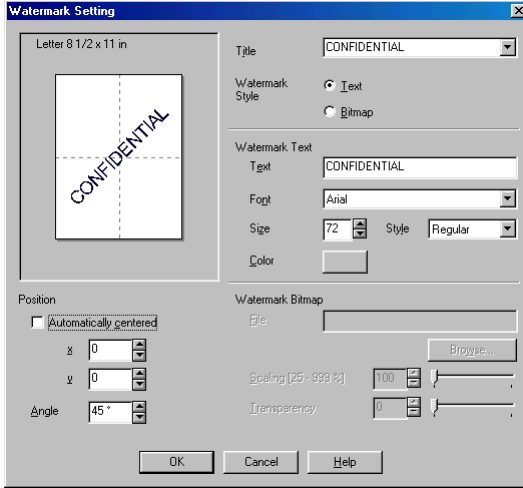 Watermark Setting
Letter 8 1/2 x 11 in
CONFIDENTIAL
Title CONFIDENTIAL
Watermark Style
Text
Bitmap
Watermark Text
Text CONFIDENTIAL
Font Arial
Size 72 Style Regular
Color
Position
Automatically centered
x 0
y 0
Angle 45 °
Watermark Bitmap
File
Browse...
Scaling [25 - 999 %] 100
Transparency 0
OK Cancel Help